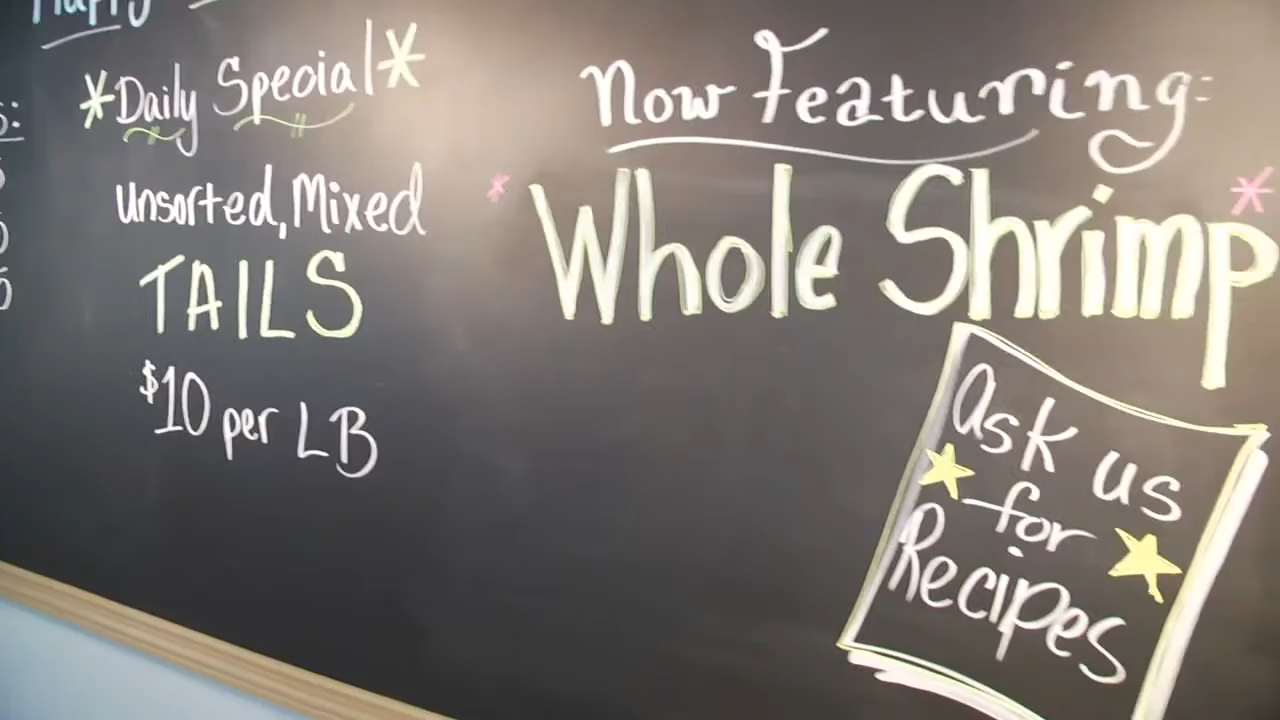 *Daily Special*
unsorted, Mixed
TAILS
$10 per LB
Now Featuring:
Whole Shrimp
Ask us
for
Recipes